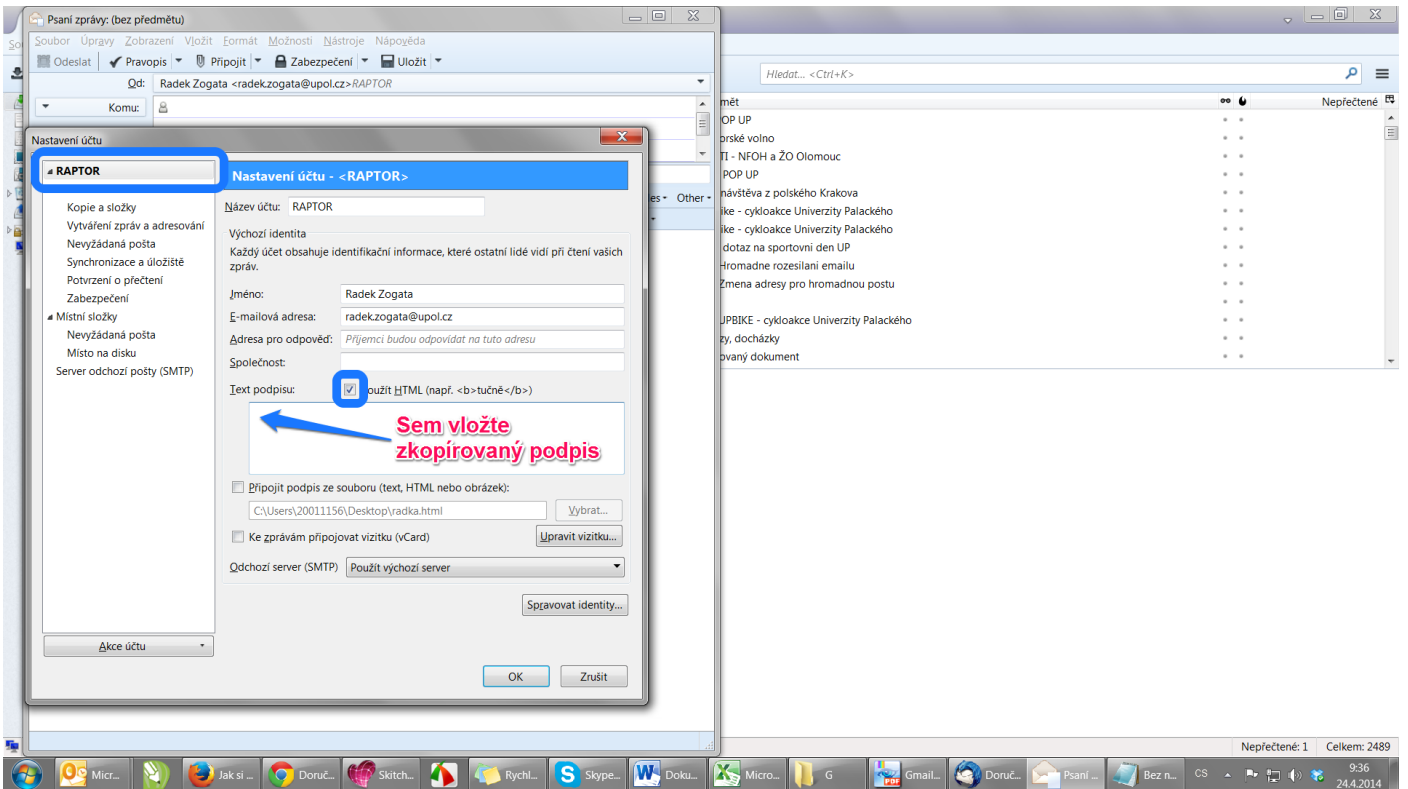 Psaní zprávy: (bez předmětu)
Soubor Úpravy Zobrazení Vložit Formát Možnosti Nástroje Nápověda
Odeslat Pravopis Připojit Zabezpečení Uložit
Od: Radek Zogata <radek.zogata@upol.cz> RAPTOR
Komu:
Hledat... <Ctrl+K>
mět Nepřečtené
OP UP
orské volno
TI - NFOH a ŽO Olomouc
POP UP
návštěva z polského Krakova
ike - cykloakce Univerzity Palackého
ike - cykloakce Univerzity Palackého
dotaz na sportovni den UP
Hromadne rozesilani emailu
Zmena adresy pro hromadnou postu
UPBIKE - cykloakce Univerzity Palackého
zy, docházky
ovaný dokument
es Other
Nastavení účtu
RAPTOR
Kopie a složky
Vytváření zpráv a adresování
Nevyžádaná pošta
Synchronizace a úložiště
Potvrzení o přečtení
Zabezpečení
Místní složky
Nevyžádaná pošta
Místo na disku
Server odchozí pošty (SMTP)
Akce účtu
Nastavení účtu - <RAPTOR>
Název účtu: RAPTOR
Výchozí identita
Každý účet obsahuje identifikační informace, které ostatní lidé vidí při čtení vašich
zpráv.
Jméno: Radek Zogata
E-mailová adresa: radek.zogata@upol.cz
Adresa pro odpověď: Příjemci budou odpovídat na tuto adresu
Společnost:
Text podpisu: oužít HTML (např. <b>tučně</b>)
Sem vložte
zkopírovaný podpis
Připojit podpis ze souboru (text, HTML nebo obrázek):
C:\Users\20011156\Desktop\radka.html Vybrat...
Ke zprávám připojovat vizitku (vCard) Upravit vizitku...
Odchozí server (SMTP) Použít výchozí server
Spravovat identity...
OK Zrušit
Nepřečtené: 1 Celkem: 2489
Micr... Jak si ... Doruč... Skitch... Rychl... Skype... Doku... Micro... G Gmail... Doruč... Psaní ... Bez n... CS 9:36
24.4.2014